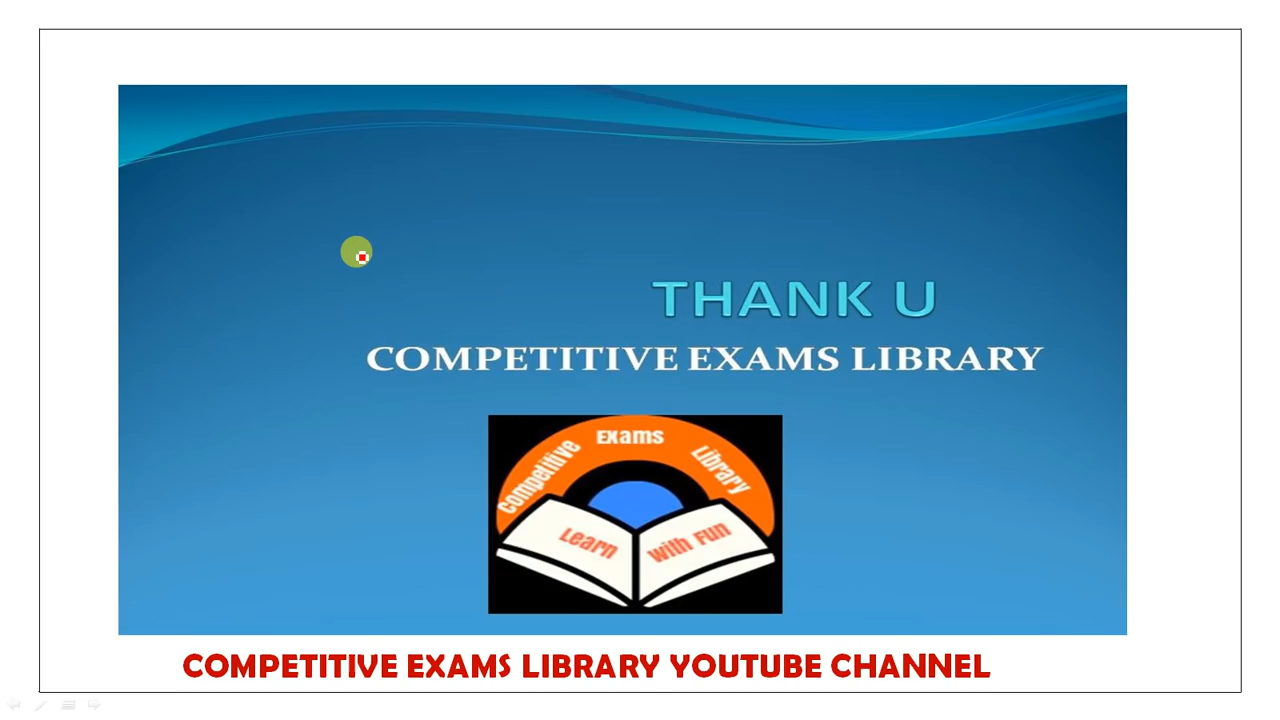 THANK U
COMPETITIVE EXAMS LIBRARY
Competitive Exams Library
Learn with Fun
COMPETITIVE EXAMS LIBRARY YOUTUBE CHANNEL